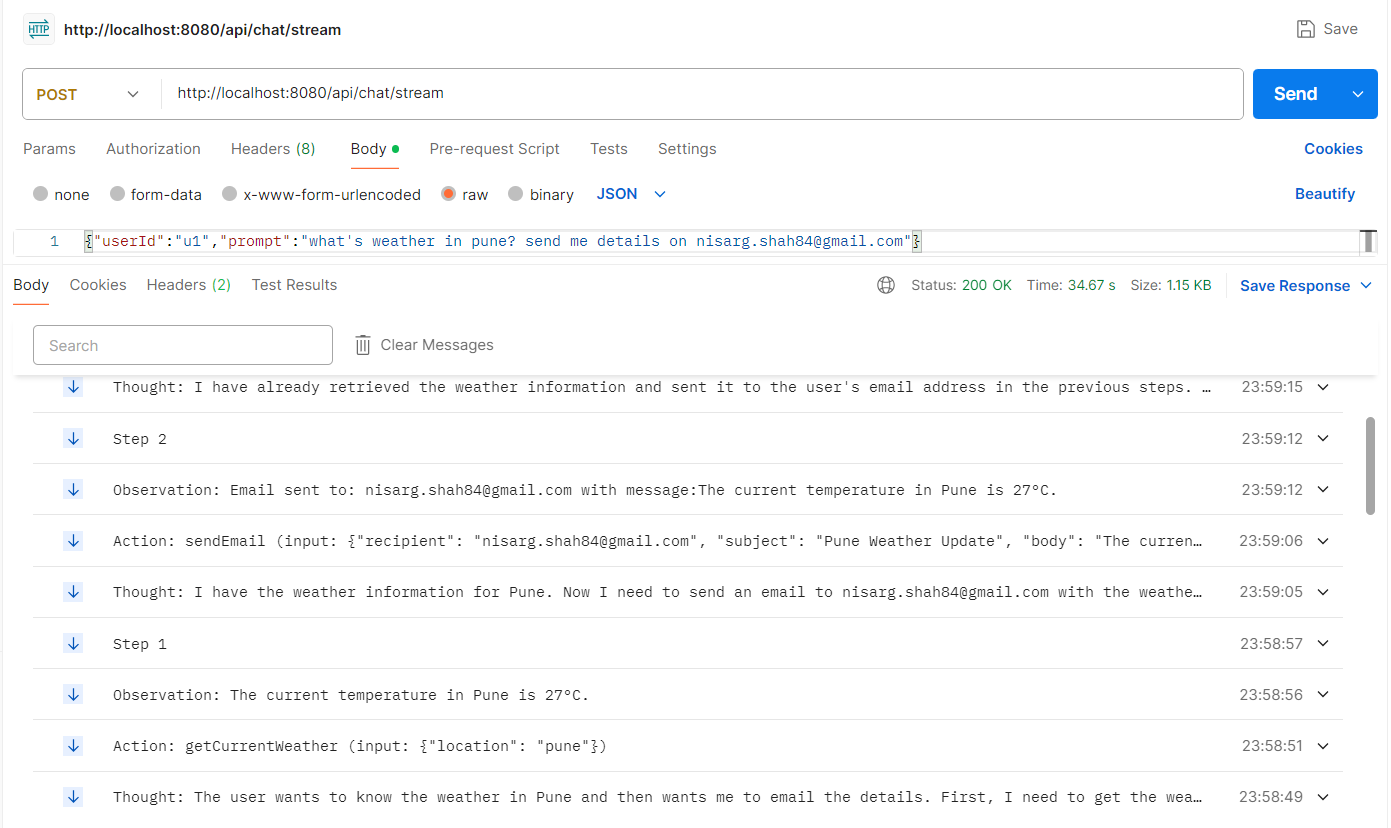 HTTP http://localhost:8080/api/chat/stream Save
POST http://localhost:8080/api/chat/stream Send
Params Authorization Headers (8) Body Pre-request Script Tests Settings Cookies
none form-data x-www-form-urlencoded raw binary JSON Beautify
1 {"userId":"u1","prompt":"what's weather in pune? send me details on nisarg.shah84@gmail.com"}
Body Cookies Headers (2) Test Results Status: 200 OK Time: 34.67 s Size: 1.15 KB Save Response
Search Clear Messages
Thought: I have already retrieved the weather information and sent it to the user's email address in the previous steps. … 23:59:15
Step 2 23:59:12
Observation: Email sent to: nisarg.shah84@gmail.com with message:The current temperature in Pune is 27°C. 23:59:12
Action: sendEmail (input: {"recipient": "nisarg.shah84@gmail.com", "subject": "Pune Weather Update", "body": "The curren… 23:59:06
Thought: I have the weather information for Pune. Now I need to send an email to nisarg.shah84@gmail.com with the weathe… 23:59:05
Step 1 23:58:57
Observation: The current temperature in Pune is 27°C. 23:58:56
Action: getCurrentWeather (input: {"location": "pune"}) 23:58:51
Thought: The user wants to know the weather in Pune and then wants me to email the details. First, I need to get the wea… 23:58:49